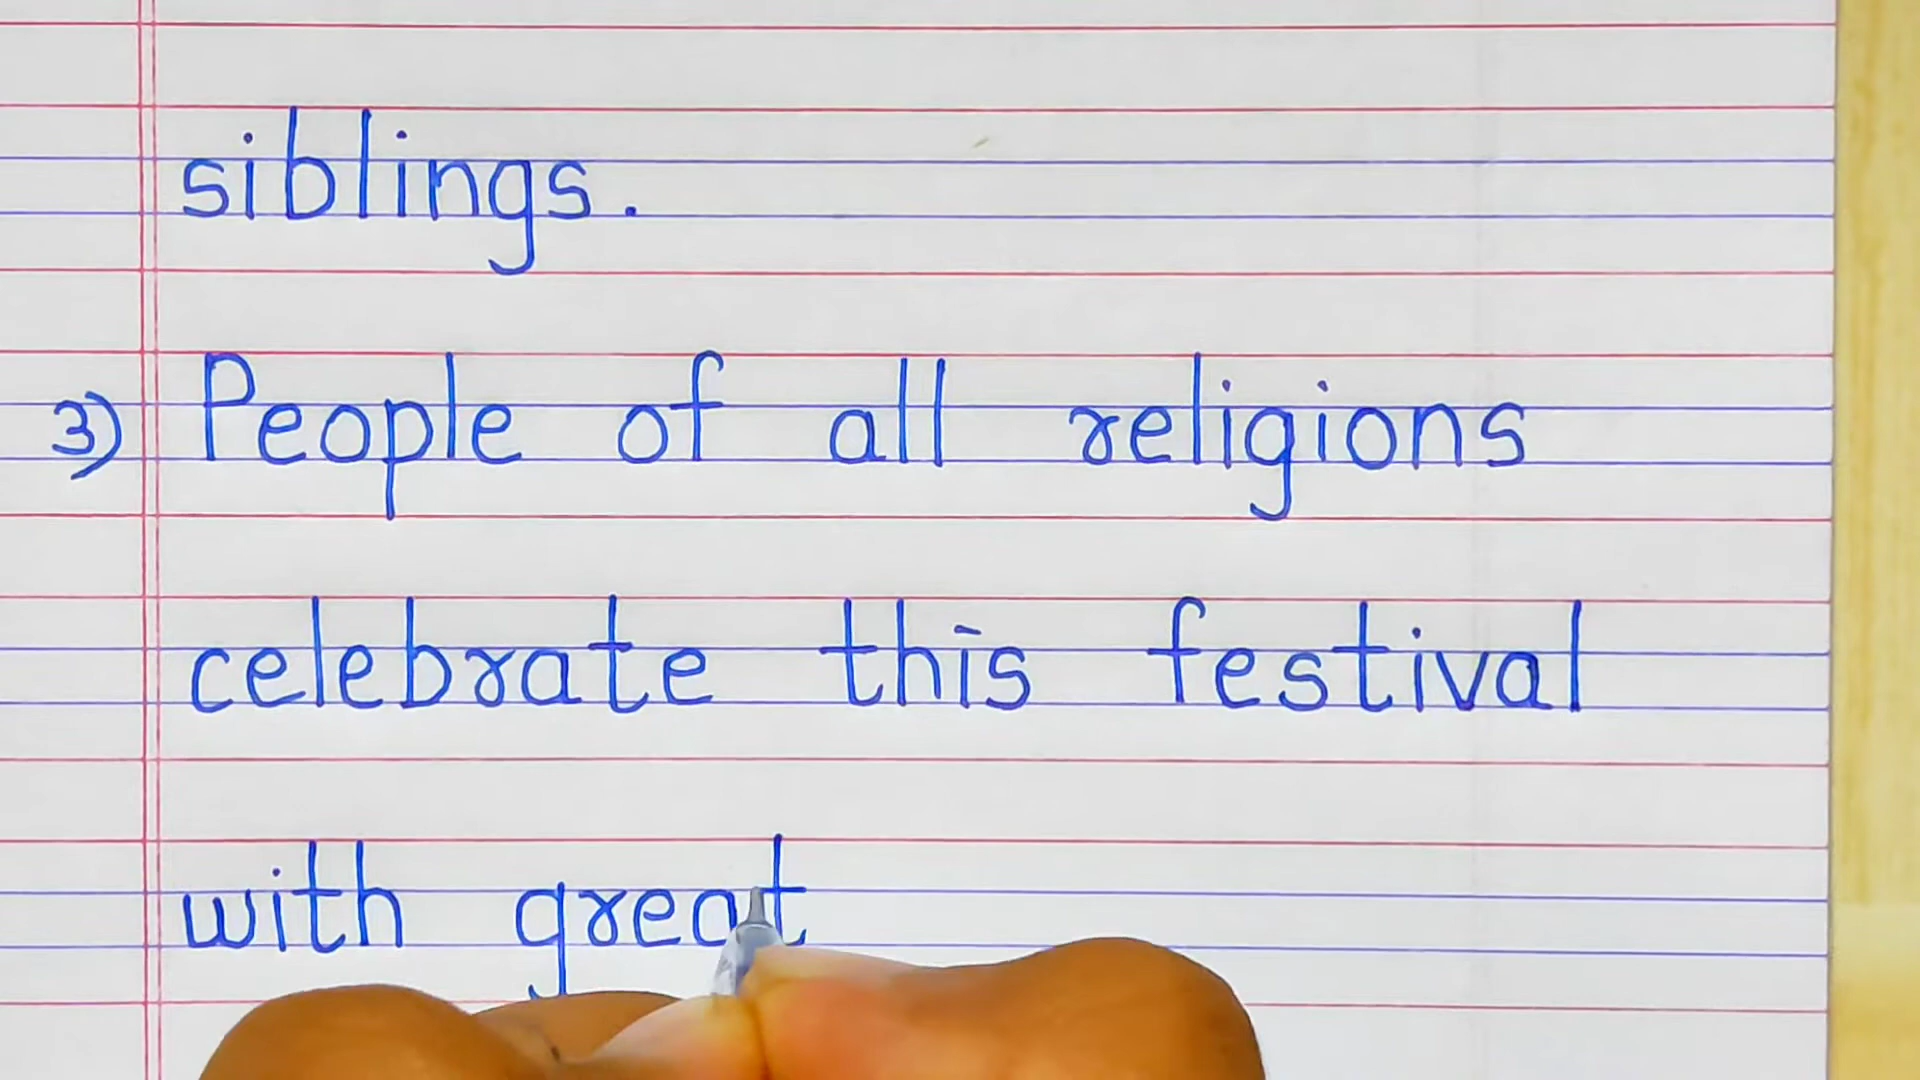 siblings.
3) People of all religions
celebrate this festival
with great